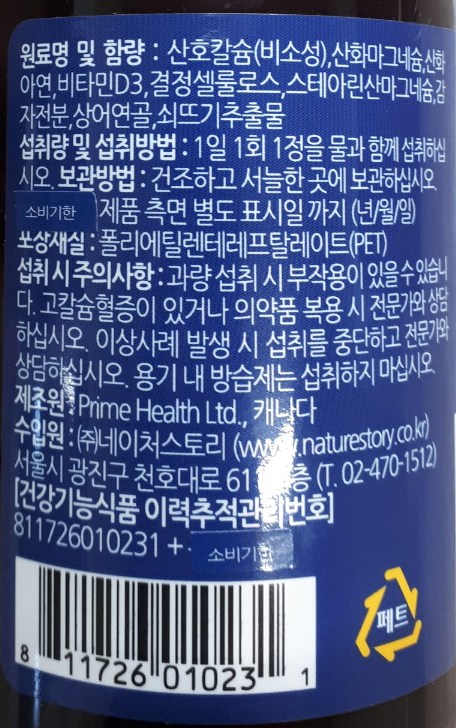 원료명 및 함량 : 산호칼슘(비소성),산화마그네슘,산화
아연,비타민D3,결정셀룰로스,스테아린산마그네슘,감
자전분,상어연골,쇠뜨기추출물
섭취량 및 섭취방법 : 1일 1회 1정을 물과 함께 섭취하십
시오. 보관방법 : 건조하고 서늘한 곳에 보관하십시오.
소비기한 제품 측면 별도 표시일 까지 (년/월/일)
포장재질 : 폴리에틸렌테레프탈레이트(PET)
섭취 시 주의사항 : 과량 섭취 시 부작용이 있을 수 있습니
다. 고칼슘혈증이 있거나 의약품 복용 시 전문가와 상담
하십시오. 이상사례 발생 시 섭취를 중단하고 전문가와
상담하십시오. 용기 내 방습제는 섭취하지 마십시오.
제조원 : Prime Health Ltd., 캐나다
수입원 : ㈜네이처스토리 (www.naturestory.co.kr)
서울시 광진구 천호대로 층 (T. 02-470-1512)
[건강기능식품 이력추적관리번호]
811726010231 + 소비기
페트
8 11726 01023 1